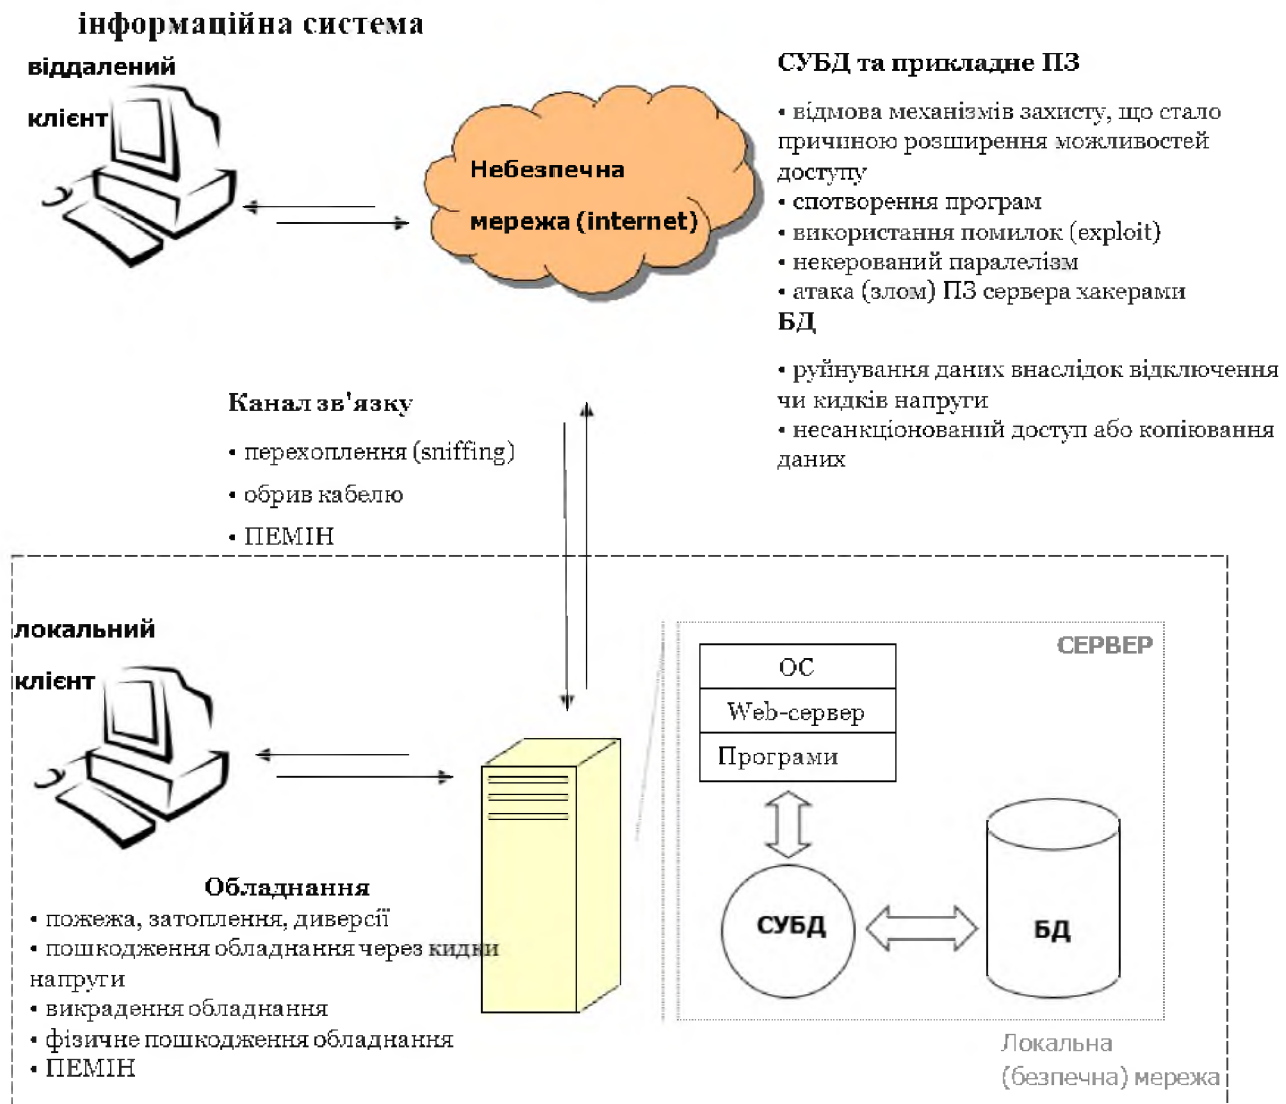 інформаційна система
віддалений
клієнт
Небезпечна
мережа (internet)
СУБД та прикладне ПЗ
• відмова механізмів захисту, що стало
причиною розширення можливостей
доступу
• спотворення програм
• використання помилок (exploit)
• некерований паралелізм
• атака (злом) ПЗ сервера хакерами
БД
• руйнування даних внаслідок відключення
чи кидків напруги
• несанкціонований доступ або копіювання
даних
Канал зв'язку
• перехоплення (sniffing)
• обрив кабелю
• ПЕМІН
локальний
клієнт
СЕРВЕР
ОС
Web-сервер
Програми
СУБД
БД
Обладнання
• пожежа, затоплення, диверсії
• пошкодження обладнання через кидки
напруги
• викрадення обладнання
• фізичне пошкодження обладнання
• ПЕМІН
Локальна
(безпечна) мережа